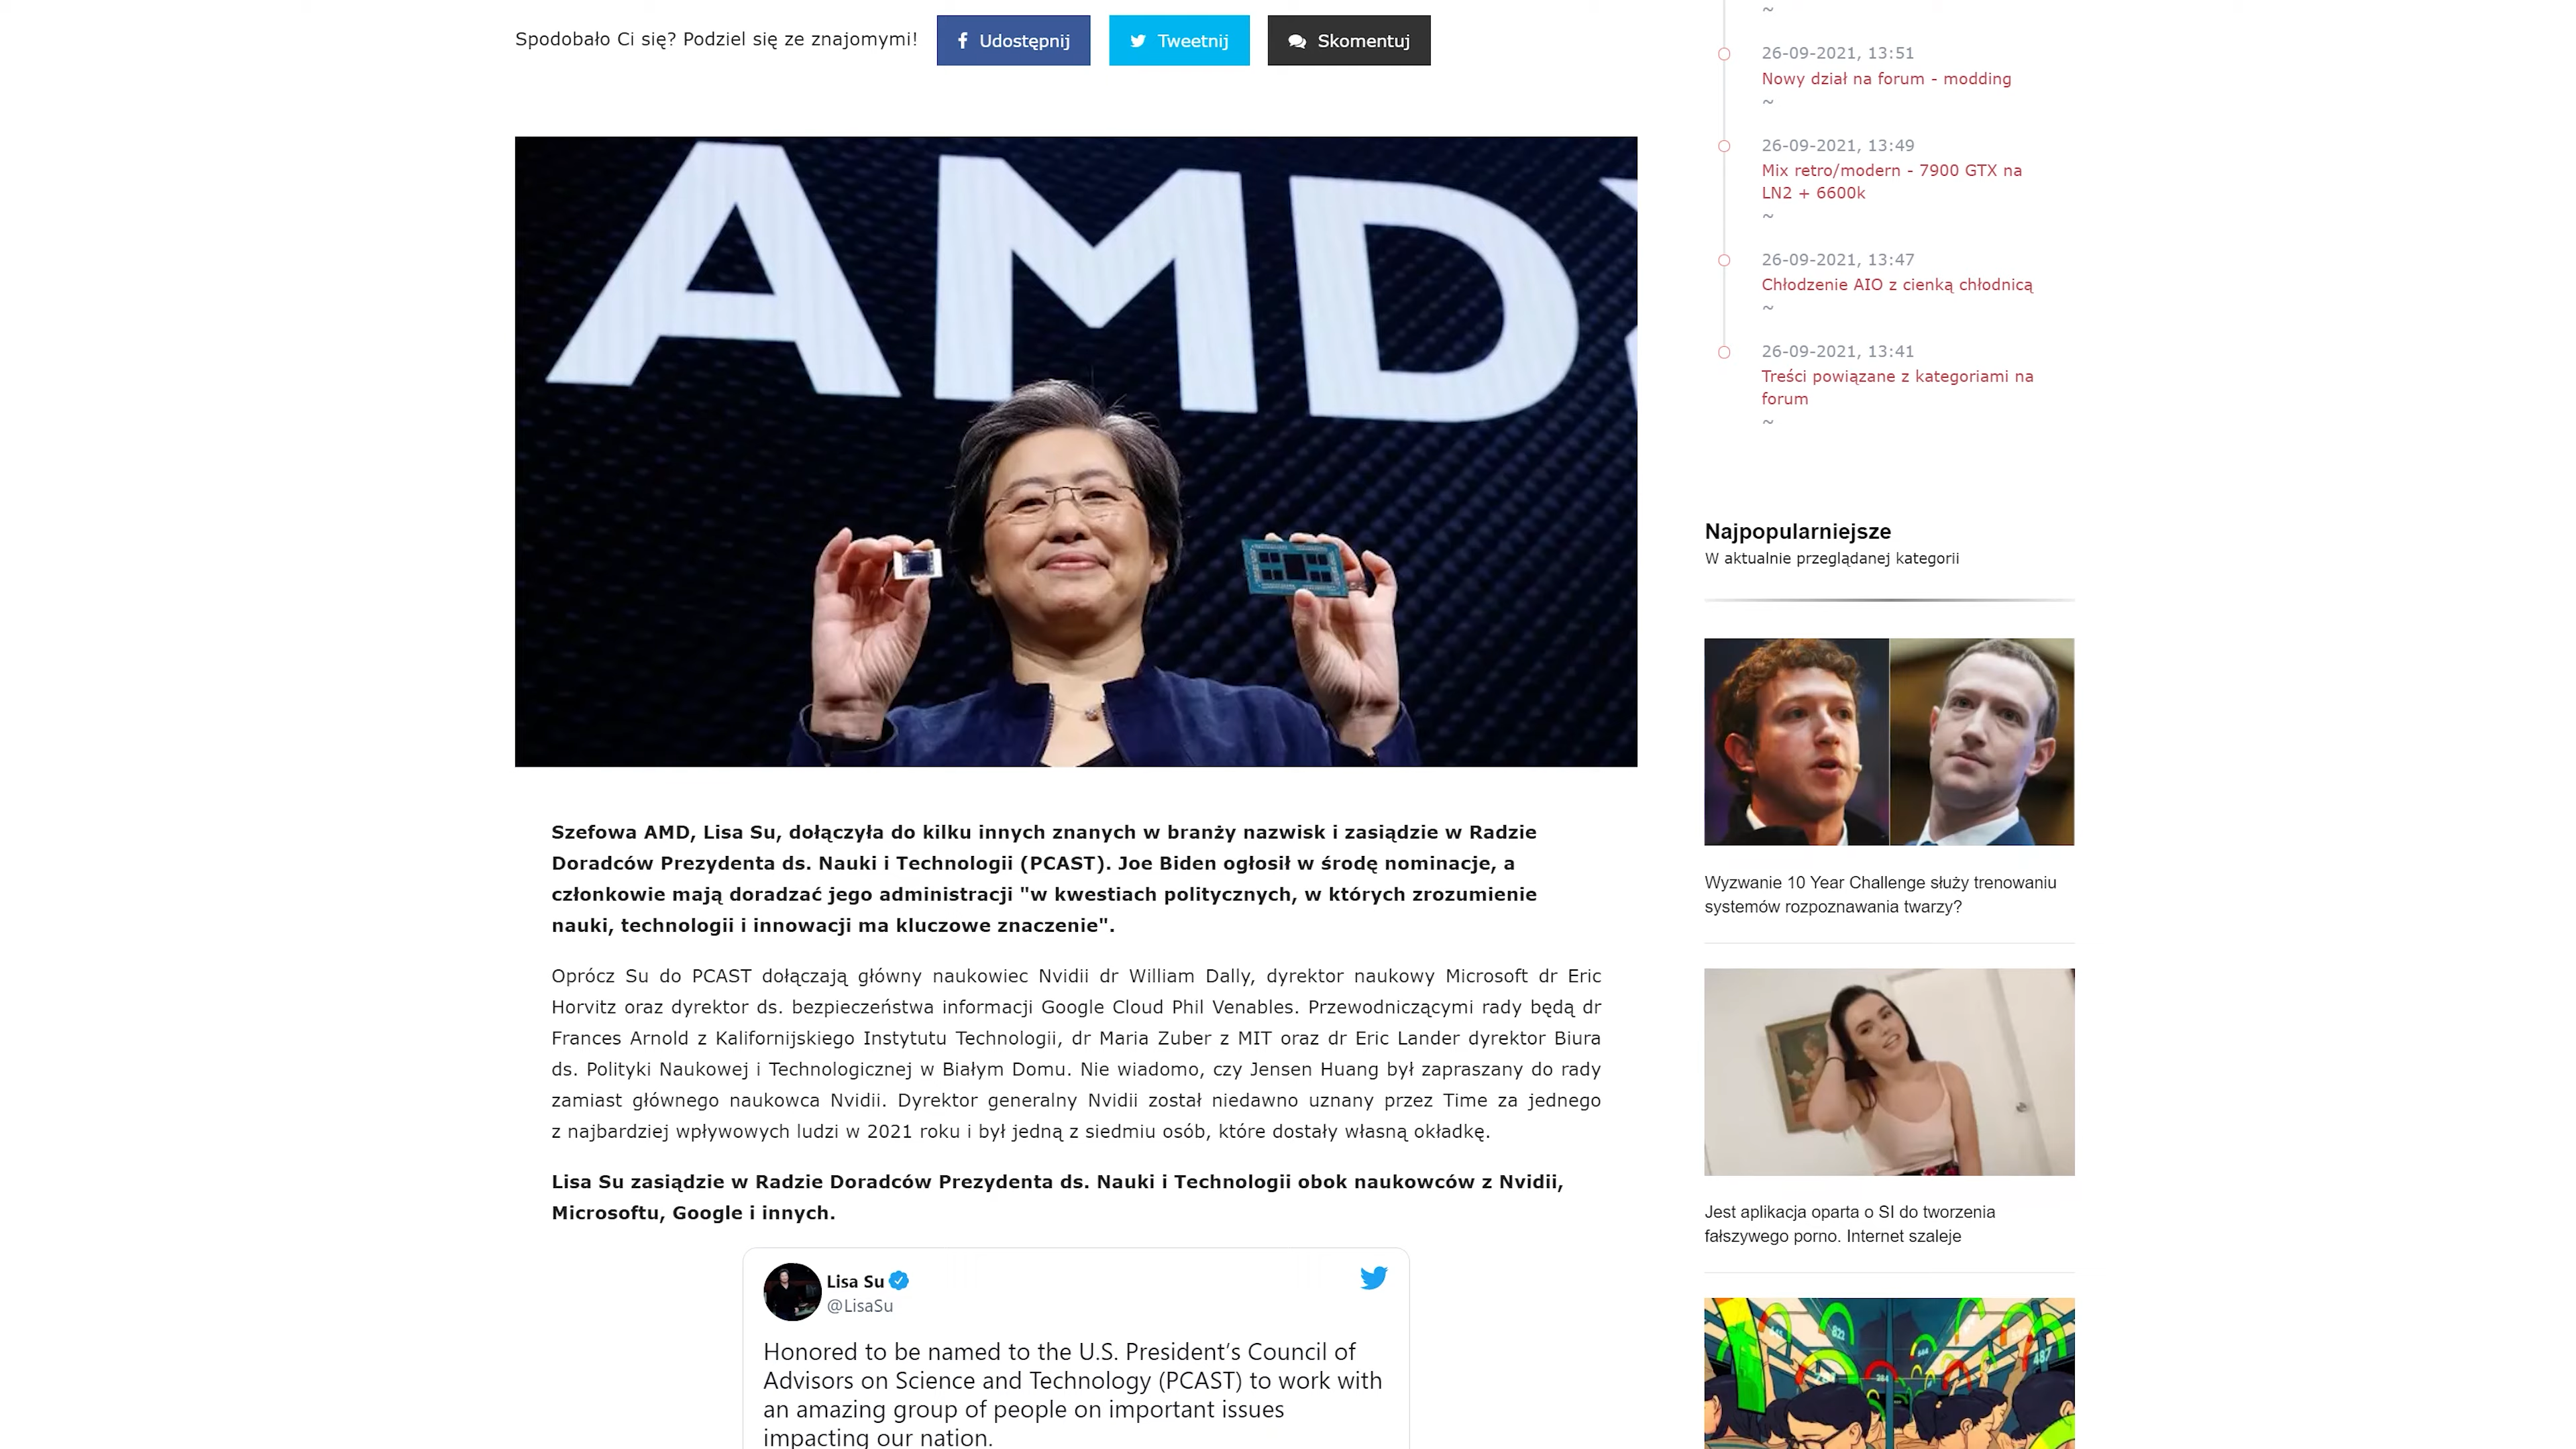 Spodobało Ci się? Podziel się ze znajomymi!
Udostępnij
Tweetnij
Skomentuj
AMD
Szefowa AMD, Lisa Su, dołączyła do kilku innych znanych w branży nazwisk i zasiądzie w Radzie
Doradców Prezydenta ds. Nauki i Technologii (PCAST). Joe Biden ogłosił w środę nominacje, a
członkowie mają doradzać jego administracji "w kwestiach politycznych, w których zrozumienie
nauki, technologii i innowacji ma kluczowe znaczenie".
Oprócz Su do PCAST dołączają główny naukowiec Nvidii dr William Dally, dyrektor naukowy Microsoft dr Eric
Horvitz oraz dyrektor ds. bezpieczeństwa informacji Google Cloud Phil Venables. Przewodniczącymi rady będą dr
Frances Arnold z Kalifornijskiego Instytutu Technologii, dr Maria Zuber z MIT oraz dr Eric Lander dyrektor Biura
ds. Polityki Naukowej i Technologicznej w Białym Domu. Nie wiadomo, czy Jensen Huang był zapraszany do rady
zamiast głównego naukowca Nvidii. Dyrektor generalny Nvidii został niedawno uznany przez Time za jednego
z najbardziej wpływowych ludzi w 2021 roku i był jedną z siedmiu osób, które dostały własną okładkę.
Lisa Su zasiądzie w Radzie Doradców Prezydenta ds. Nauki i Technologii obok naukowców z Nvidii,
Microsoftu, Google i innych.
Lisa Su
@LisaSu
Honored to be named to the U.S. President's Council of
Advisors on Science and Technology (PCAST) to work with
an amazing group of people on important issues
impacting our nation.
~
26-09-2021, 13:51
Nowy dział na forum - modding
~
26-09-2021, 13:49
Mix retro/modern - 7900 GTX na
LN2 + 6600k
~
26-09-2021, 13:47
Chłodzenie AIO z cienką chłodnicą
~
26-09-2021, 13:41
Treści powiązane z kategoriami na
forum
~
Najpopularniejsze
W aktualnie przeglądanej kategorii
Wyzwanie 10 Year Challenge służy trenowaniu
systemów rozpoznawania twarzy?
Jest aplikacja oparta o SI do tworzenia
fałszywego porno. Internet szaleje
821
487